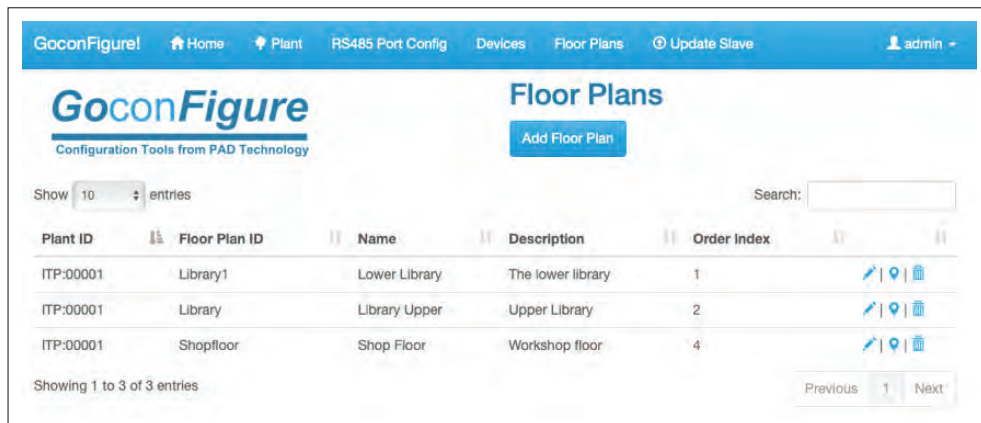 GoconFigure! Home Plant RS485 Port Config Devices Floor Plans Update Slave admin
GoconFigure
Configuration Tools from PAD Technology
Floor Plans
Add Floor Plan
Show 10 entries Search:
Plant ID Floor Plan ID Name Description Order Index
ITP:00001 Library1 Lower Library The lower library 1
ITP:00001 Library Library Upper Upper Library 2
ITP:00001 Shopfloor Shop Floor Workshop floor 4
Showing 1 to 3 of 3 entries Previous 1 Next